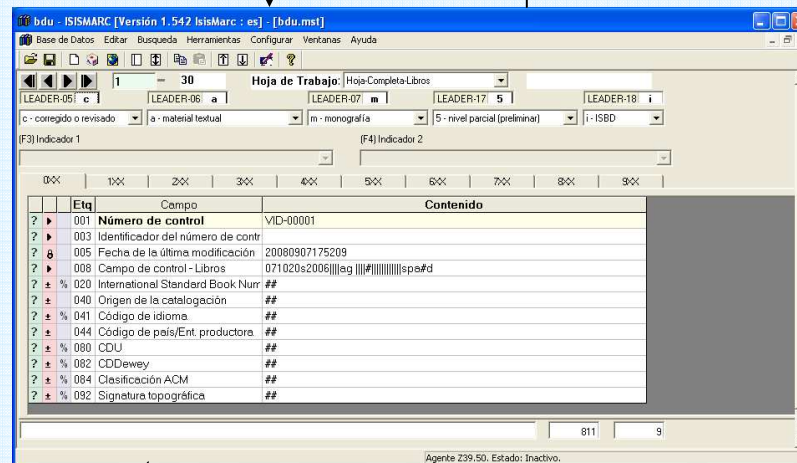 bdu - ISISMARC [Versión 1.542 IsisMarc : es] - [bdu.mst]
Base de Datos Editar Busqueda Herramientas Configurar Ventanas Ayuda
1 - 30 Hoja de Trabajo: Hoja-Completa-Libros
LEADER-05 c LEADER-06 a LEADER-07 m LEADER-17 5 LEADER-18 i
c - corregido o revisado a - material textual m - monografía 5 - nivel parcial (preliminar) i - ISBD
(F3) Indicador 1 (F4) Indicador 2
0XX 1XX 2XX 3XX 4XX 5XX 6XX 7XX 8XX 9XX
Etq Campo Contenido
? 001 Número de control VID-00001
? 003 Identificador del número de contr
? 005 Fecha de la última modificación 20080907175209
? 008 Campo de control - Libros 071020s2006||||ag ||||#|||||||||||spa#d
? ± % 020 International Standard Book Num ##
? ± 040 Origen de la catalogación ##
? ± % 041 Código de idioma ##
? ± 044 Código de país/Ent. productora ##
? ± % 080 CDU ##
? ± % 082 CDDewey ##
? ± % 084 Clasificación ACM ##
? ± % 092 Signatura topográfica ##
811 9
Agente Z39.50. Estado: Inactivo.